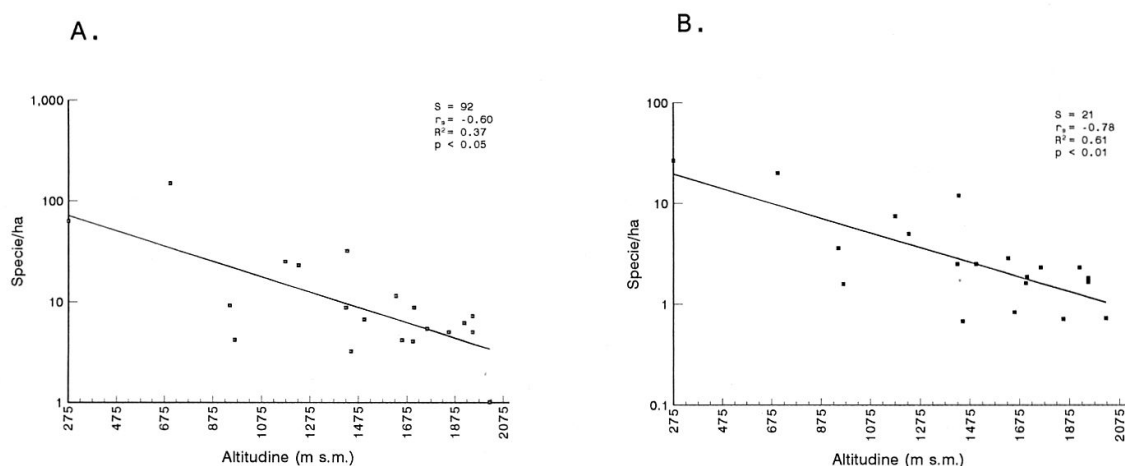 A.
1,000
100
10
1
Specie/ha
S = 92
rₛ = -0.60
R² = 0.37
p < 0.05
275 475 675 875 1075 1275 1475 1675 1875 2075
Altitudine (m s.m.)
B.
100
10
1
0.1
Specie/ha
S = 21
rₛ = -0.78
R² = 0.61
p < 0.01
275 475 675 875 1075 1275 1475 1675 1875 2075
Altitudine (m s.m.)